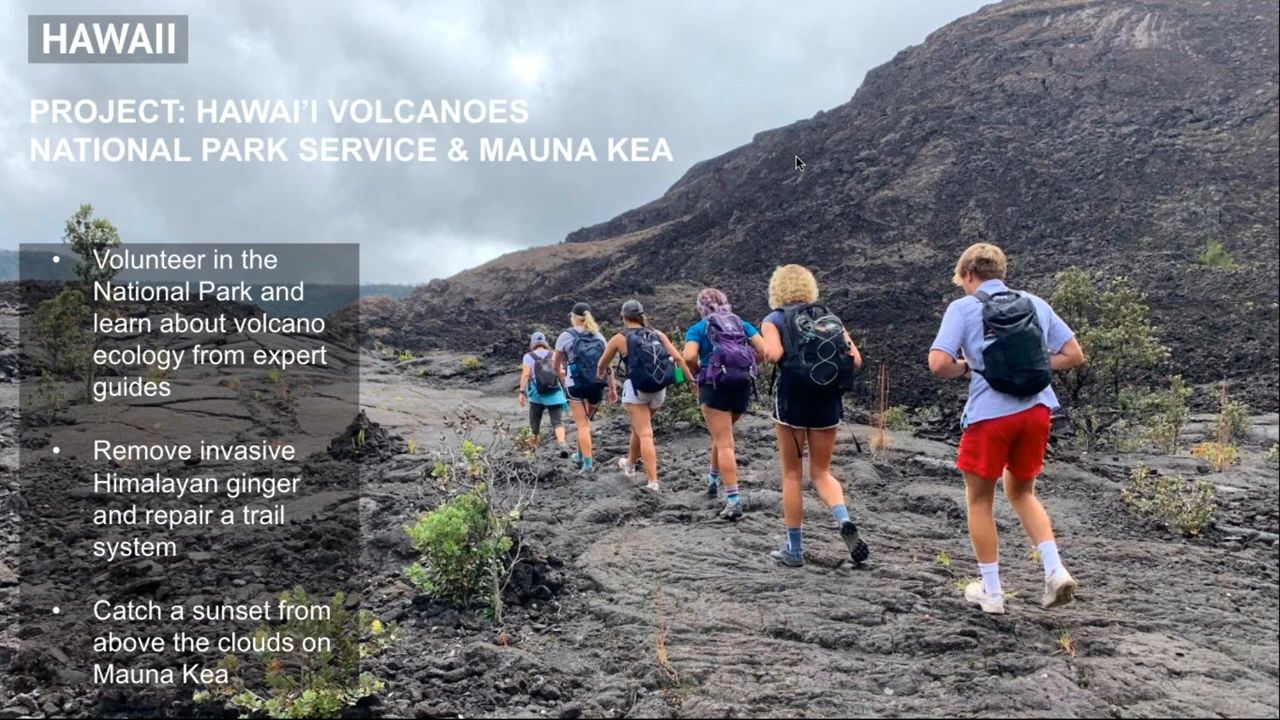 HAWAII
PROJECT: HAWAI’I VOLCANOES
NATIONAL PARK SERVICE & MAUNA KEA
• Volunteer in the
National Park and
learn about volcano
ecology from expert
guides
• Remove invasive
Himalayan ginger
and repair a trail
system
• Catch a sunset from
above the clouds on
Mauna Kea